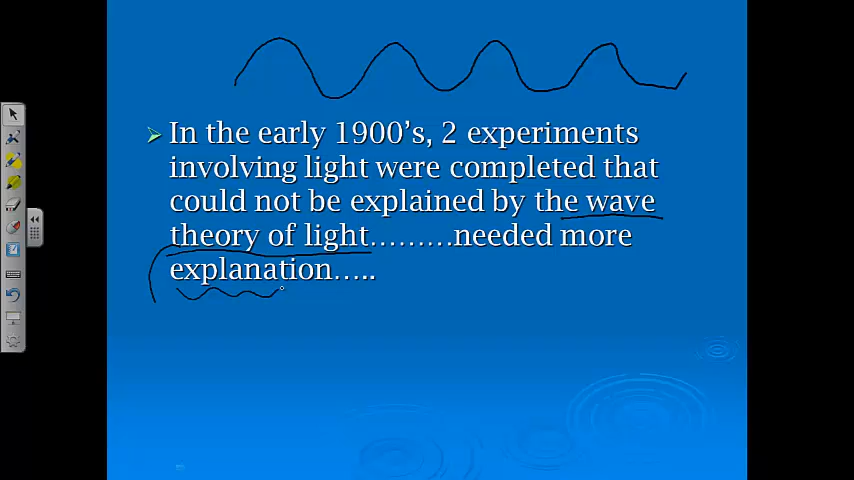 In the early 1900's, 2 experiments
involving light were completed that
could not be explained by the wave
theory of light.........needed more
explanation.....